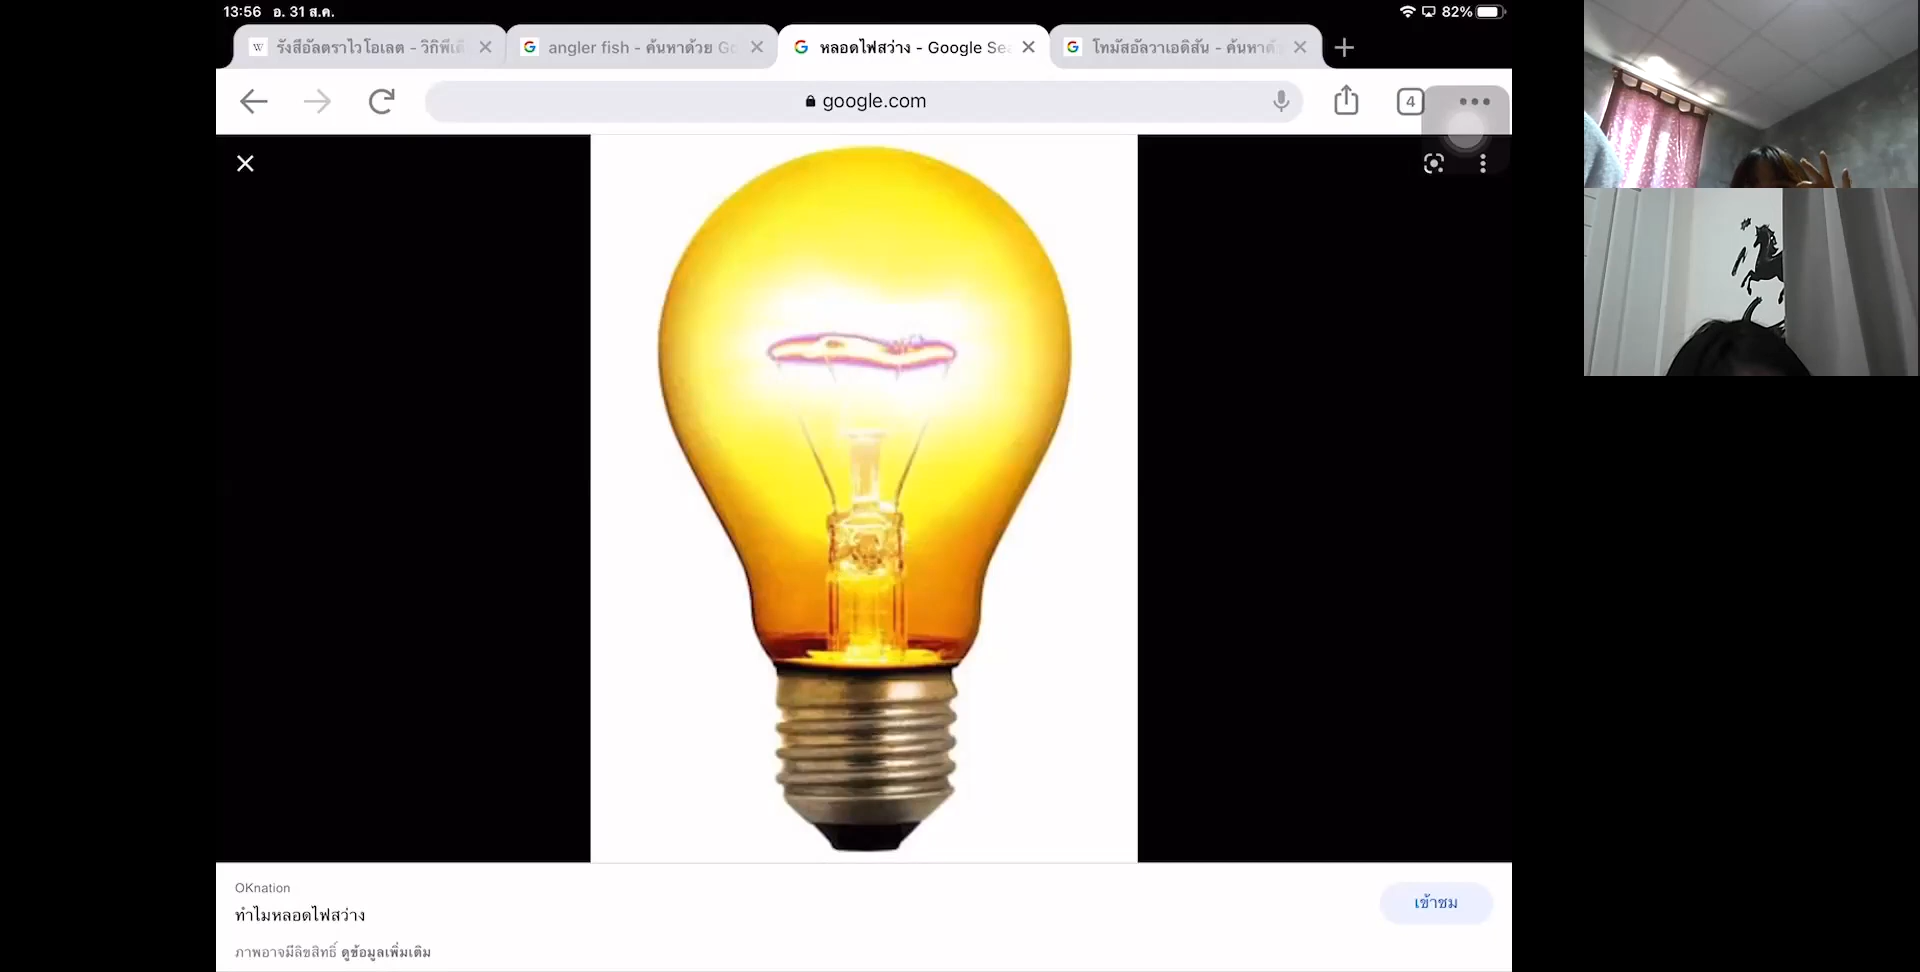 13:56 อ. 31 ส.ค.
82%
W รังสีอัลตราไวโอเลต - วิกิพีเดี
angler fish - ค้นหาด้วย Go
หลอดไฟสว่าง - Google Sea
โทมัสอัลวาเอดิสัน - ค้นหาด้
google.com
4
OKnation
ทำไมหลอดไฟสว่าง
เข้าชม
ภาพอาจมีลิขสิทธิ์ ดูข้อมูลเพิ่มเติม